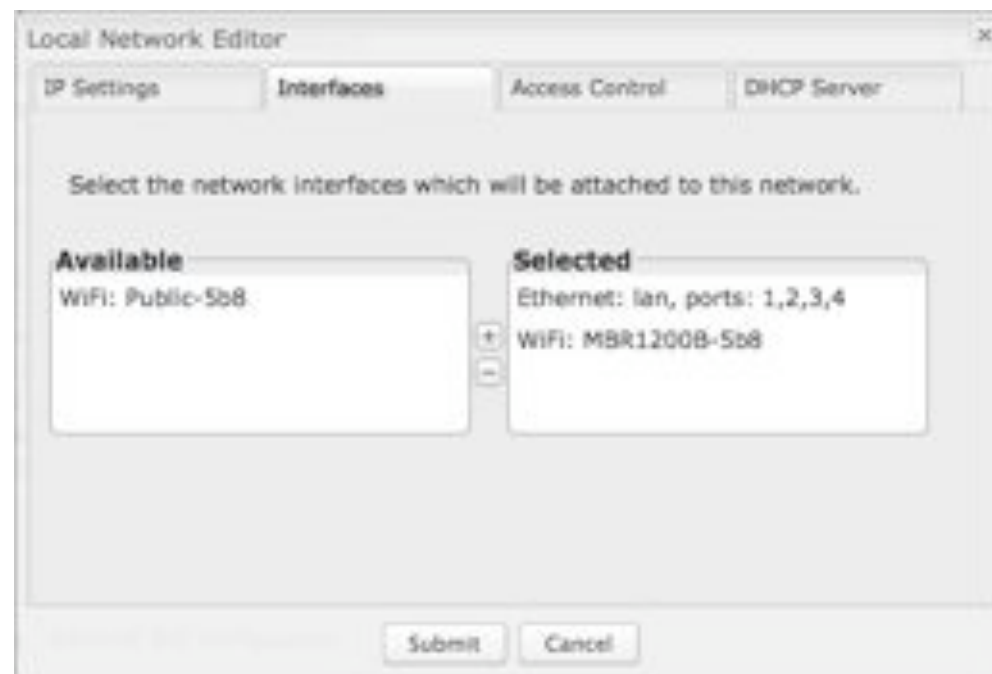 Local Network Editor
×
IP Settings
Interfaces
Access Control
DHCP Server
Select the network interfaces which will be attached to this network.
Available
Selected
WiFi: Public-5b8
Ethernet: lan, ports: 1,2,3,4
WiFi: MBR1200B-5b8
+
−
Submit
Cancel